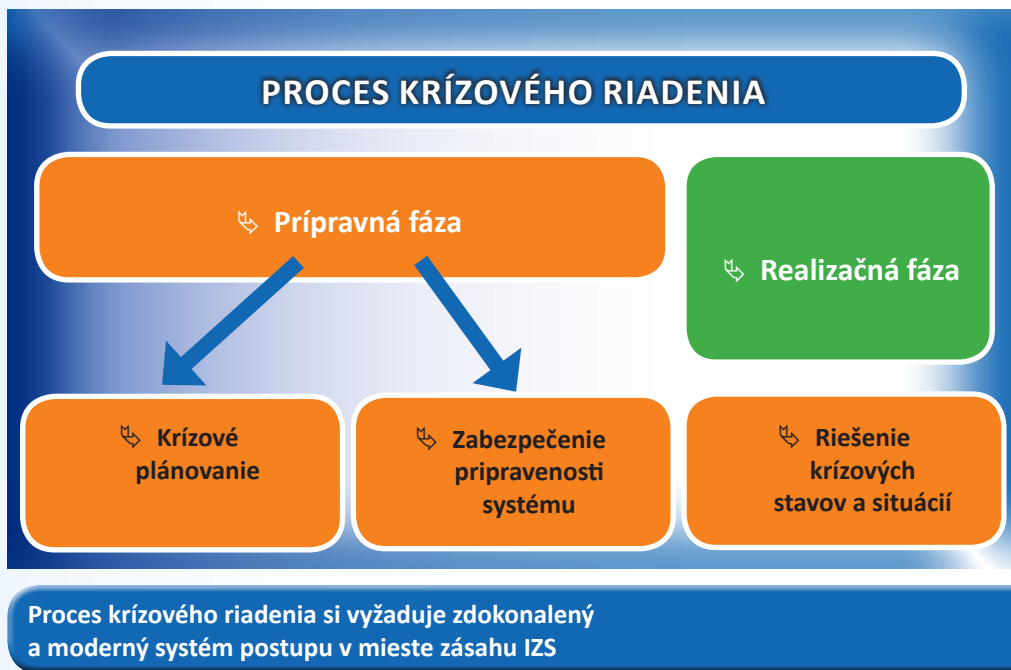 PROCES KRÍZOVÉHO RIADENIA
Prípravná fáza
Realizačná fáza
Krízové
plánovanie
Zabezpečenie
pripravenosti
systému
Riešenie
krízových
stavov a situácií
Proces krízového riadenia si vyžaduje zdokonalený
a moderný systém postupu v mieste zásahu IZS